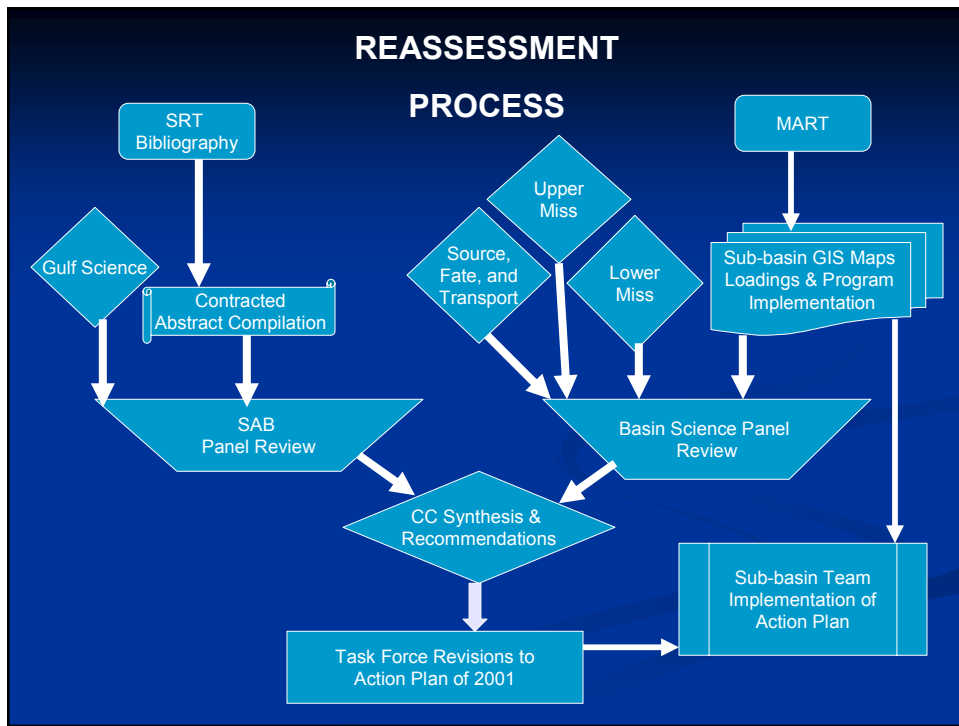 REASSESSMENT
PROCESS
SRT
Bibliography
MART
Upper
Miss
Gulf Science
Source,
Fate, and
Transport
Lower
Miss
Sub-basin GIS Maps
Loadings & Program
Implementation
Contracted
Abstract Compilation
SAB
Panel Review
Basin Science Panel
Review
CC Synthesis &
Recommendations
Sub-basin Team
Implementation of
Action Plan
Task Force Revisions to
Action Plan of 2001